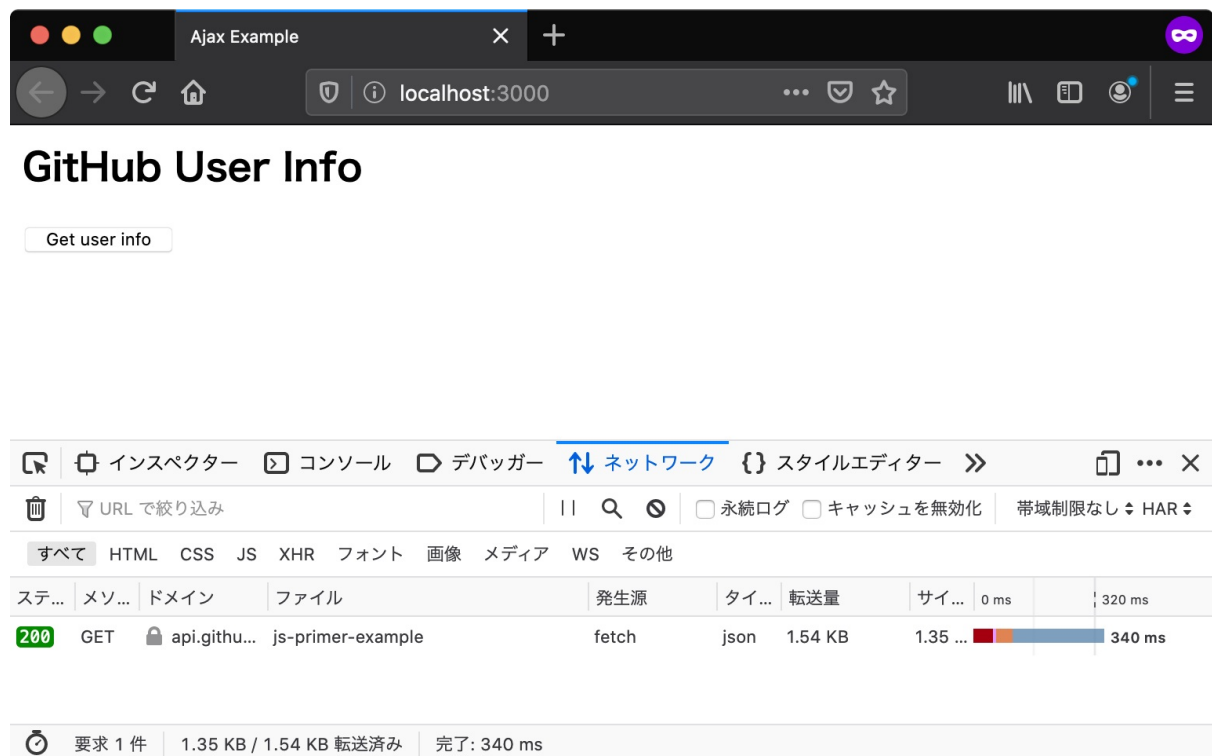 Ajax Example
localhost:3000
GitHub User Info
Get user info
インスペクター コンソール デバッガー ネットワーク {} スタイルエディター
URL で絞り込み 永続ログ キャッシュを無効化 帯域制限なし HAR
すべて HTML CSS JS XHR フォント 画像 メディア WS その他
ステ... メソ... ドメイン ファイル 発生源 タイ... 転送量 サイ... 0 ms 320 ms
200 GET api.githu... js-primer-example fetch json 1.54 KB 1.35 ... 340 ms
要求 1 件 1.35 KB / 1.54 KB 転送済み 完了: 340 ms